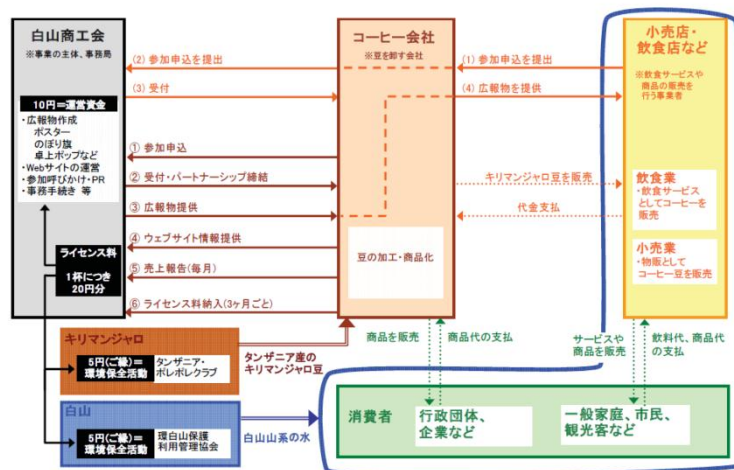 白山商工会
※事業の主体、事務局
10円＝運営資金
・広報物作成
ポスター
のぼり旗
卓上ポップなど
・Webサイトの運営
・参加呼びかけ・PR
・事務手続き 等
ライセンス料
1杯につき
20円分
コーヒー会社
※豆を卸す会社
豆の加工・商品化
小売店・
飲食店など
※飲食サービスや
商品の販売を
行う事業者
飲食業
・飲食サービス
としてコーヒーを
販売
小売業
・物販として
コーヒー豆を販売
(2) 参加申込を提出
(1) 参加申込を提出
(3) 受付
(4) 広報物を提供
① 参加申込
② 受付・パートナーシップ締結
③ 広報物提供
④ ウェブサイト情報提供
⑤ 売上報告(毎月)
⑥ ライセンス料納入(3ヶ月ごと)
キリマンジャロ豆を販売
代金支払
キリマンジャロ
5円(ご縁)＝
環境保全活動
タンザニア・
ポレポレクラブ
タンザニア産の
キリマンジャロ豆
商品を販売
商品代の支払
サービスや
商品を販売
飲料代、商品代
の支払
白山
5円(ご縁)＝
環境保全活動
環白山保護
利用管理協会
白山山系の水
消費者
行政団体、
企業など
一般家庭、市民、
観光客など